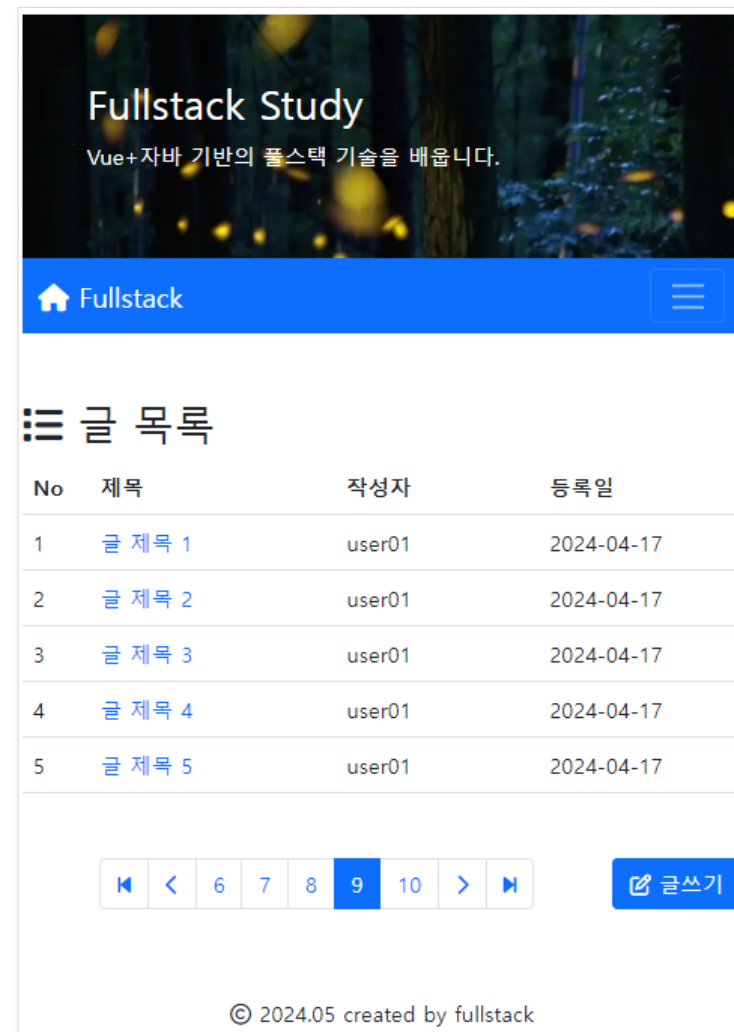 Fullstack Study
Vue+자바 기반의 풀스택 기술을 배웁니다.
Fullstack
글 목록
No 제목 작성자 등록일
1 글 제목 1 user01 2024-04-17
2 글 제목 2 user01 2024-04-17
3 글 제목 3 user01 2024-04-17
4 글 제목 4 user01 2024-04-17
5 글 제목 5 user01 2024-04-17
6 7 8 9 10 글쓰기
© 2024.05 created by fullstack